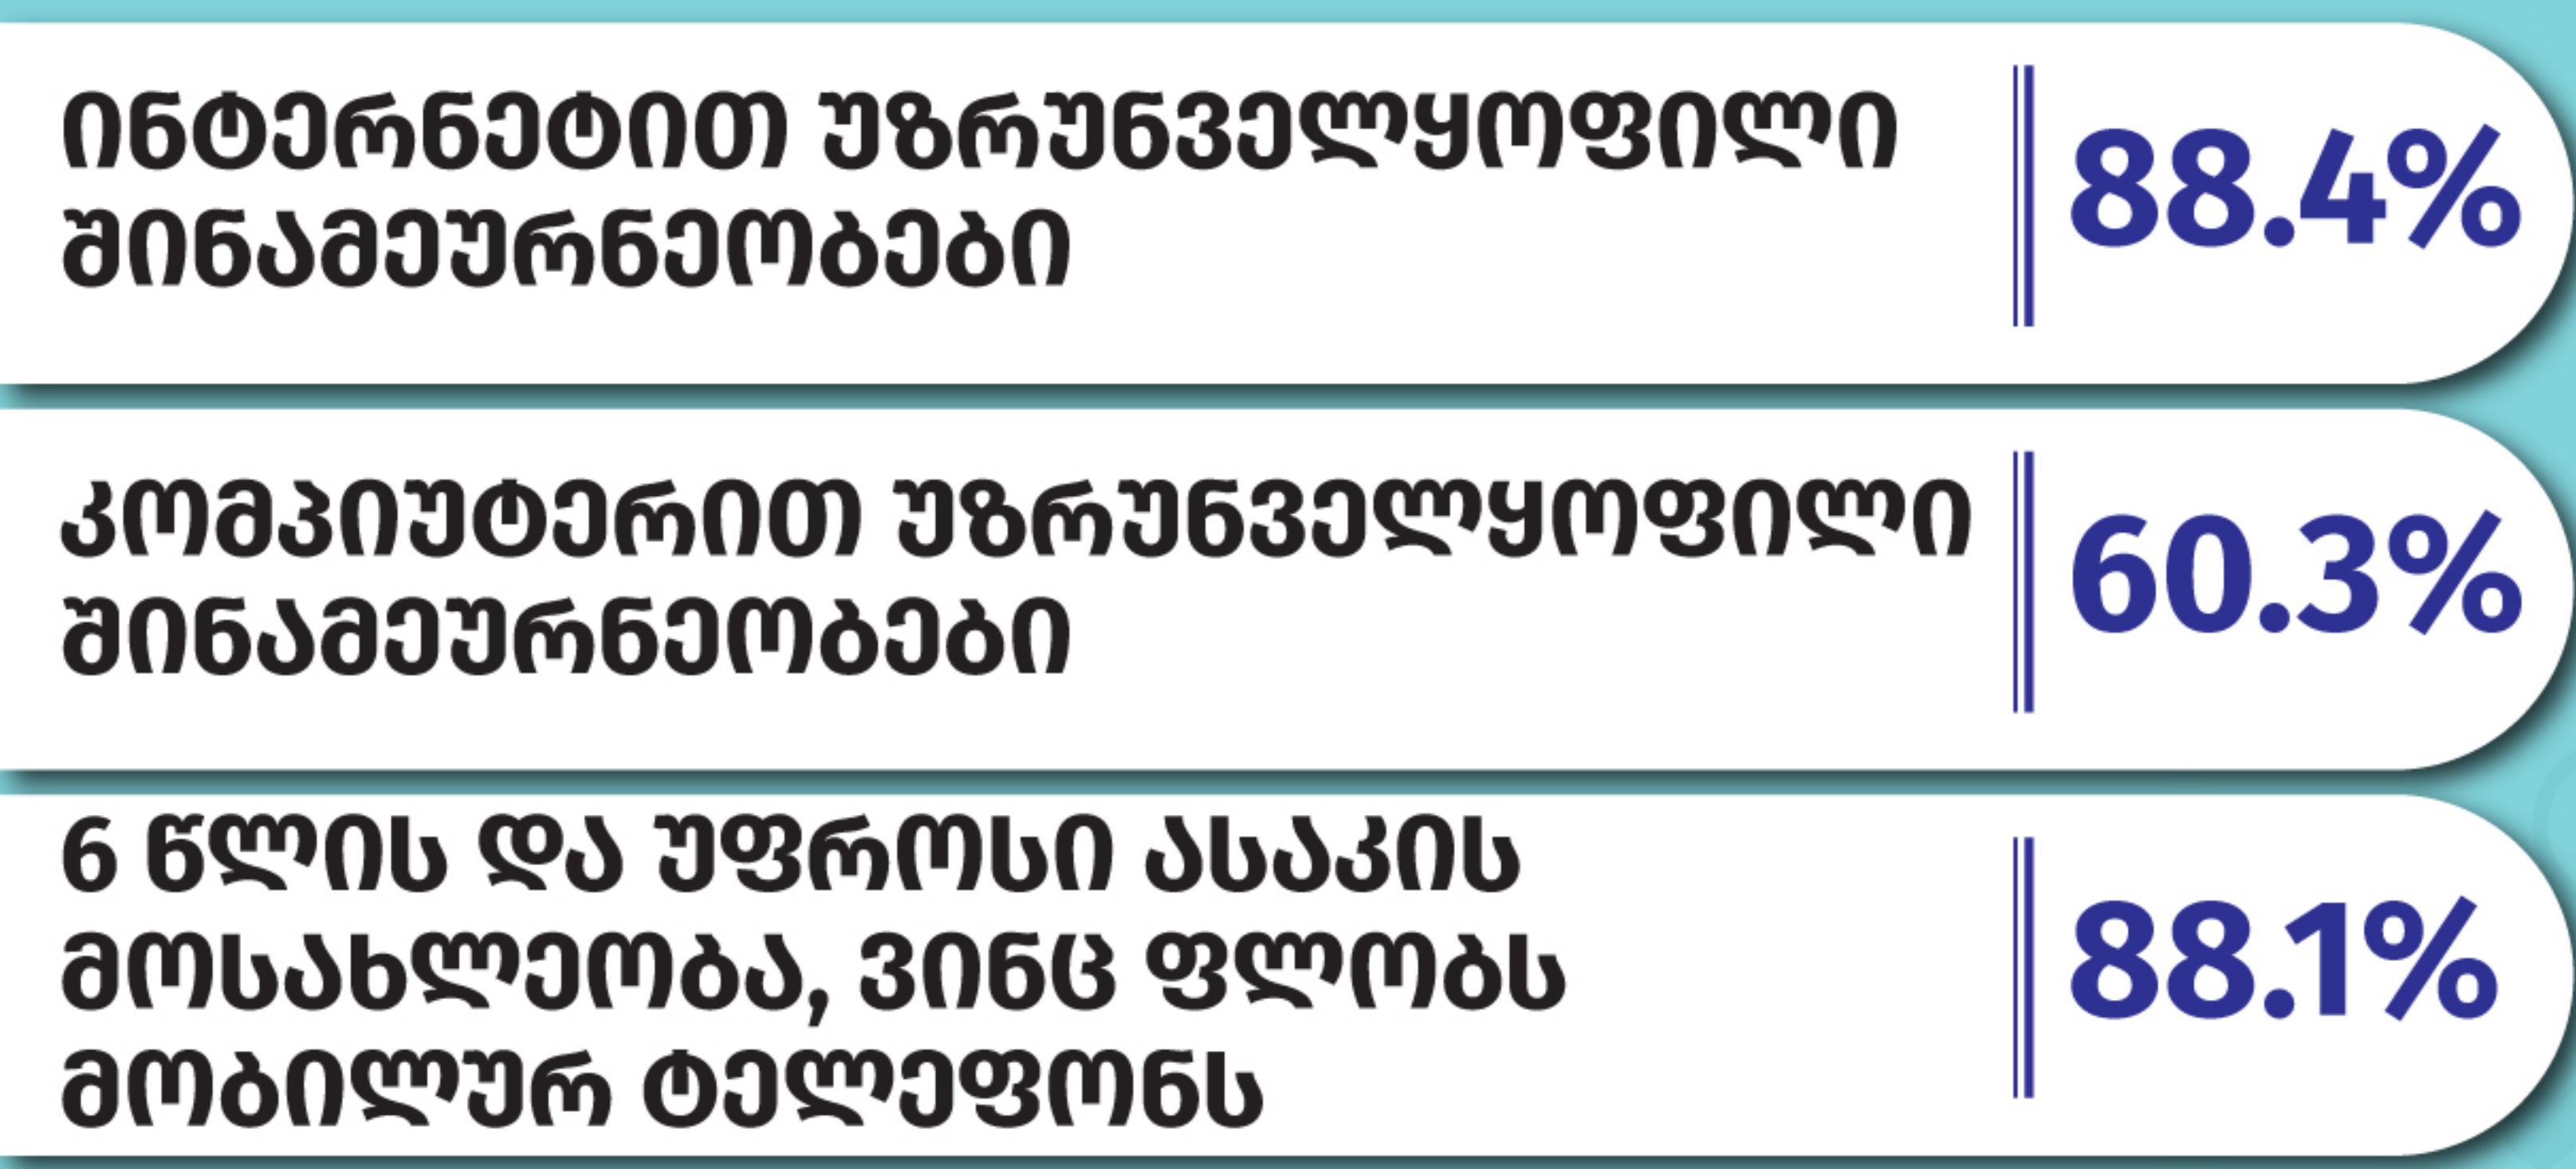 ინტერნეტით უზრუნველყოფილი
შინამეურნეობები
88.4%
კომპიუტერით უზრუნველყოფილი
შინამეურნეობები
60.3%
6 წლის და უფროსი ასაკის
მოსახლეობა, ვინც ფლობს
მობილურ ტელეფონს
88.1%